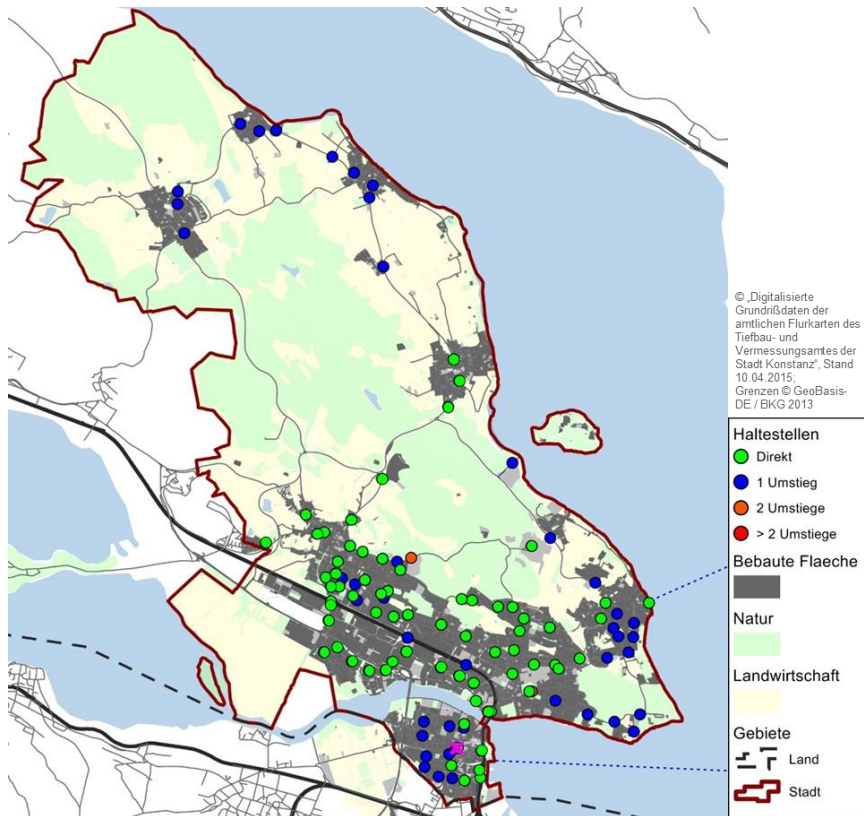 © „Digitalisierte
Grundrißdaten der
amtlichen Flurkarten des
Tiefbau- und
Vermessungsamtes der
Stadt Konstanz“, Stand
10.04.2015;
Grenzen © GeoBasis-
DE / BKG 2013
Haltestellen
Direkt
1 Umstieg
2 Umstiege
> 2 Umstiege
Bebaute Flaeche
Natur
Landwirtschaft
Gebiete
Land
Stadt